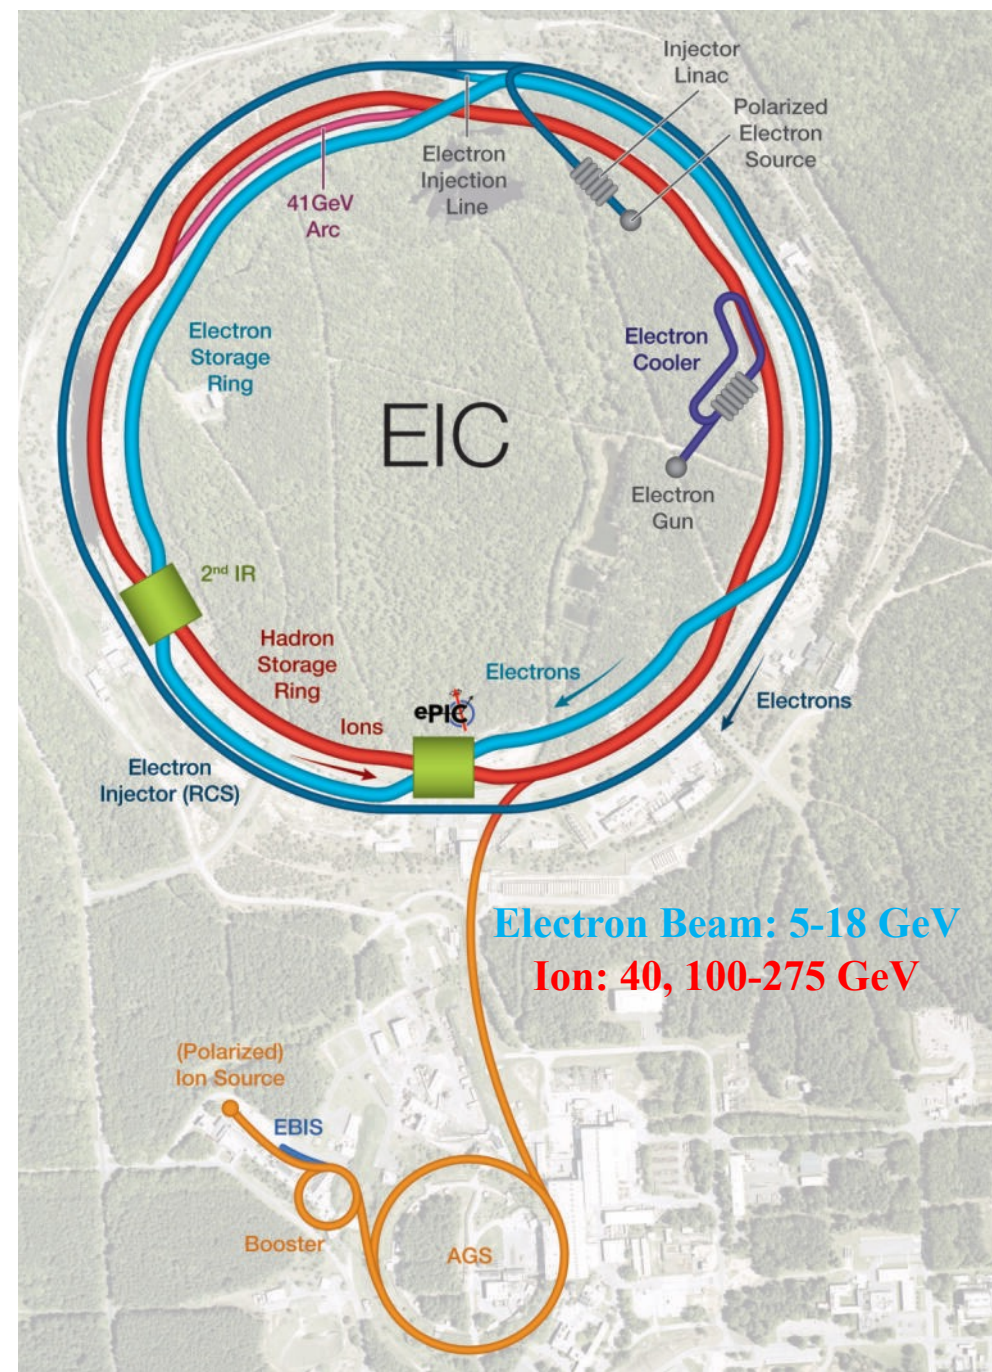 Injector
Linac
Polarized
Electron
Source
Electron
Injection
Line
41GeV
Arc
Electron
Storage
Ring
Electron
Cooler
EIC
Electron
Gun
2nd IR
Hadron
Storage
Ring
Electrons
Electrons
ePIC
Ions
Electron
Injector (RCS)
Electron Beam: 5-18 GeV
Ion: 40, 100-275 GeV
(Polarized)
Ion Source
EBIS
Booster
AGS